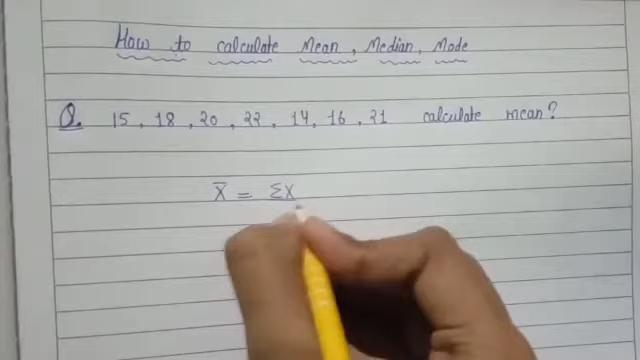 How to calculate Mean, Median, Mode
Q. 15, 18, 20, 22, 14, 16, 21 calculate mean?
X̅ = ΣX